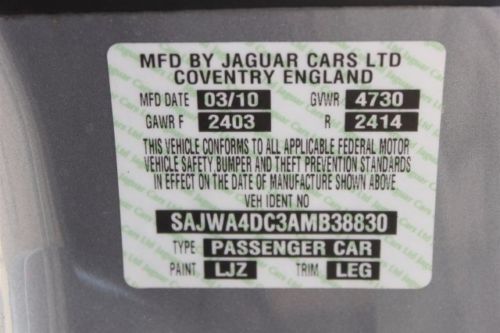 MFD BY JAGUAR CARS LTD
COVENTRY ENGLAND
MFD DATE 03/10 GVWR 4730
GAWR F 2403 R 2414
THIS VEHICLE CONFORMS TO ALL APPLICABLE FEDERAL MOTOR
VEHICLE SAFETY, BUMPER AND THEFT PREVENTION STANDARDS
IN EFFECT ON THE DATE OF MANUFACTURE SHOWN ABOVE
VEH IDENT NO
SAJWA4DC3AMB38830
TYPE PASSENGER CAR
PAINT LJZ TRIM LEG